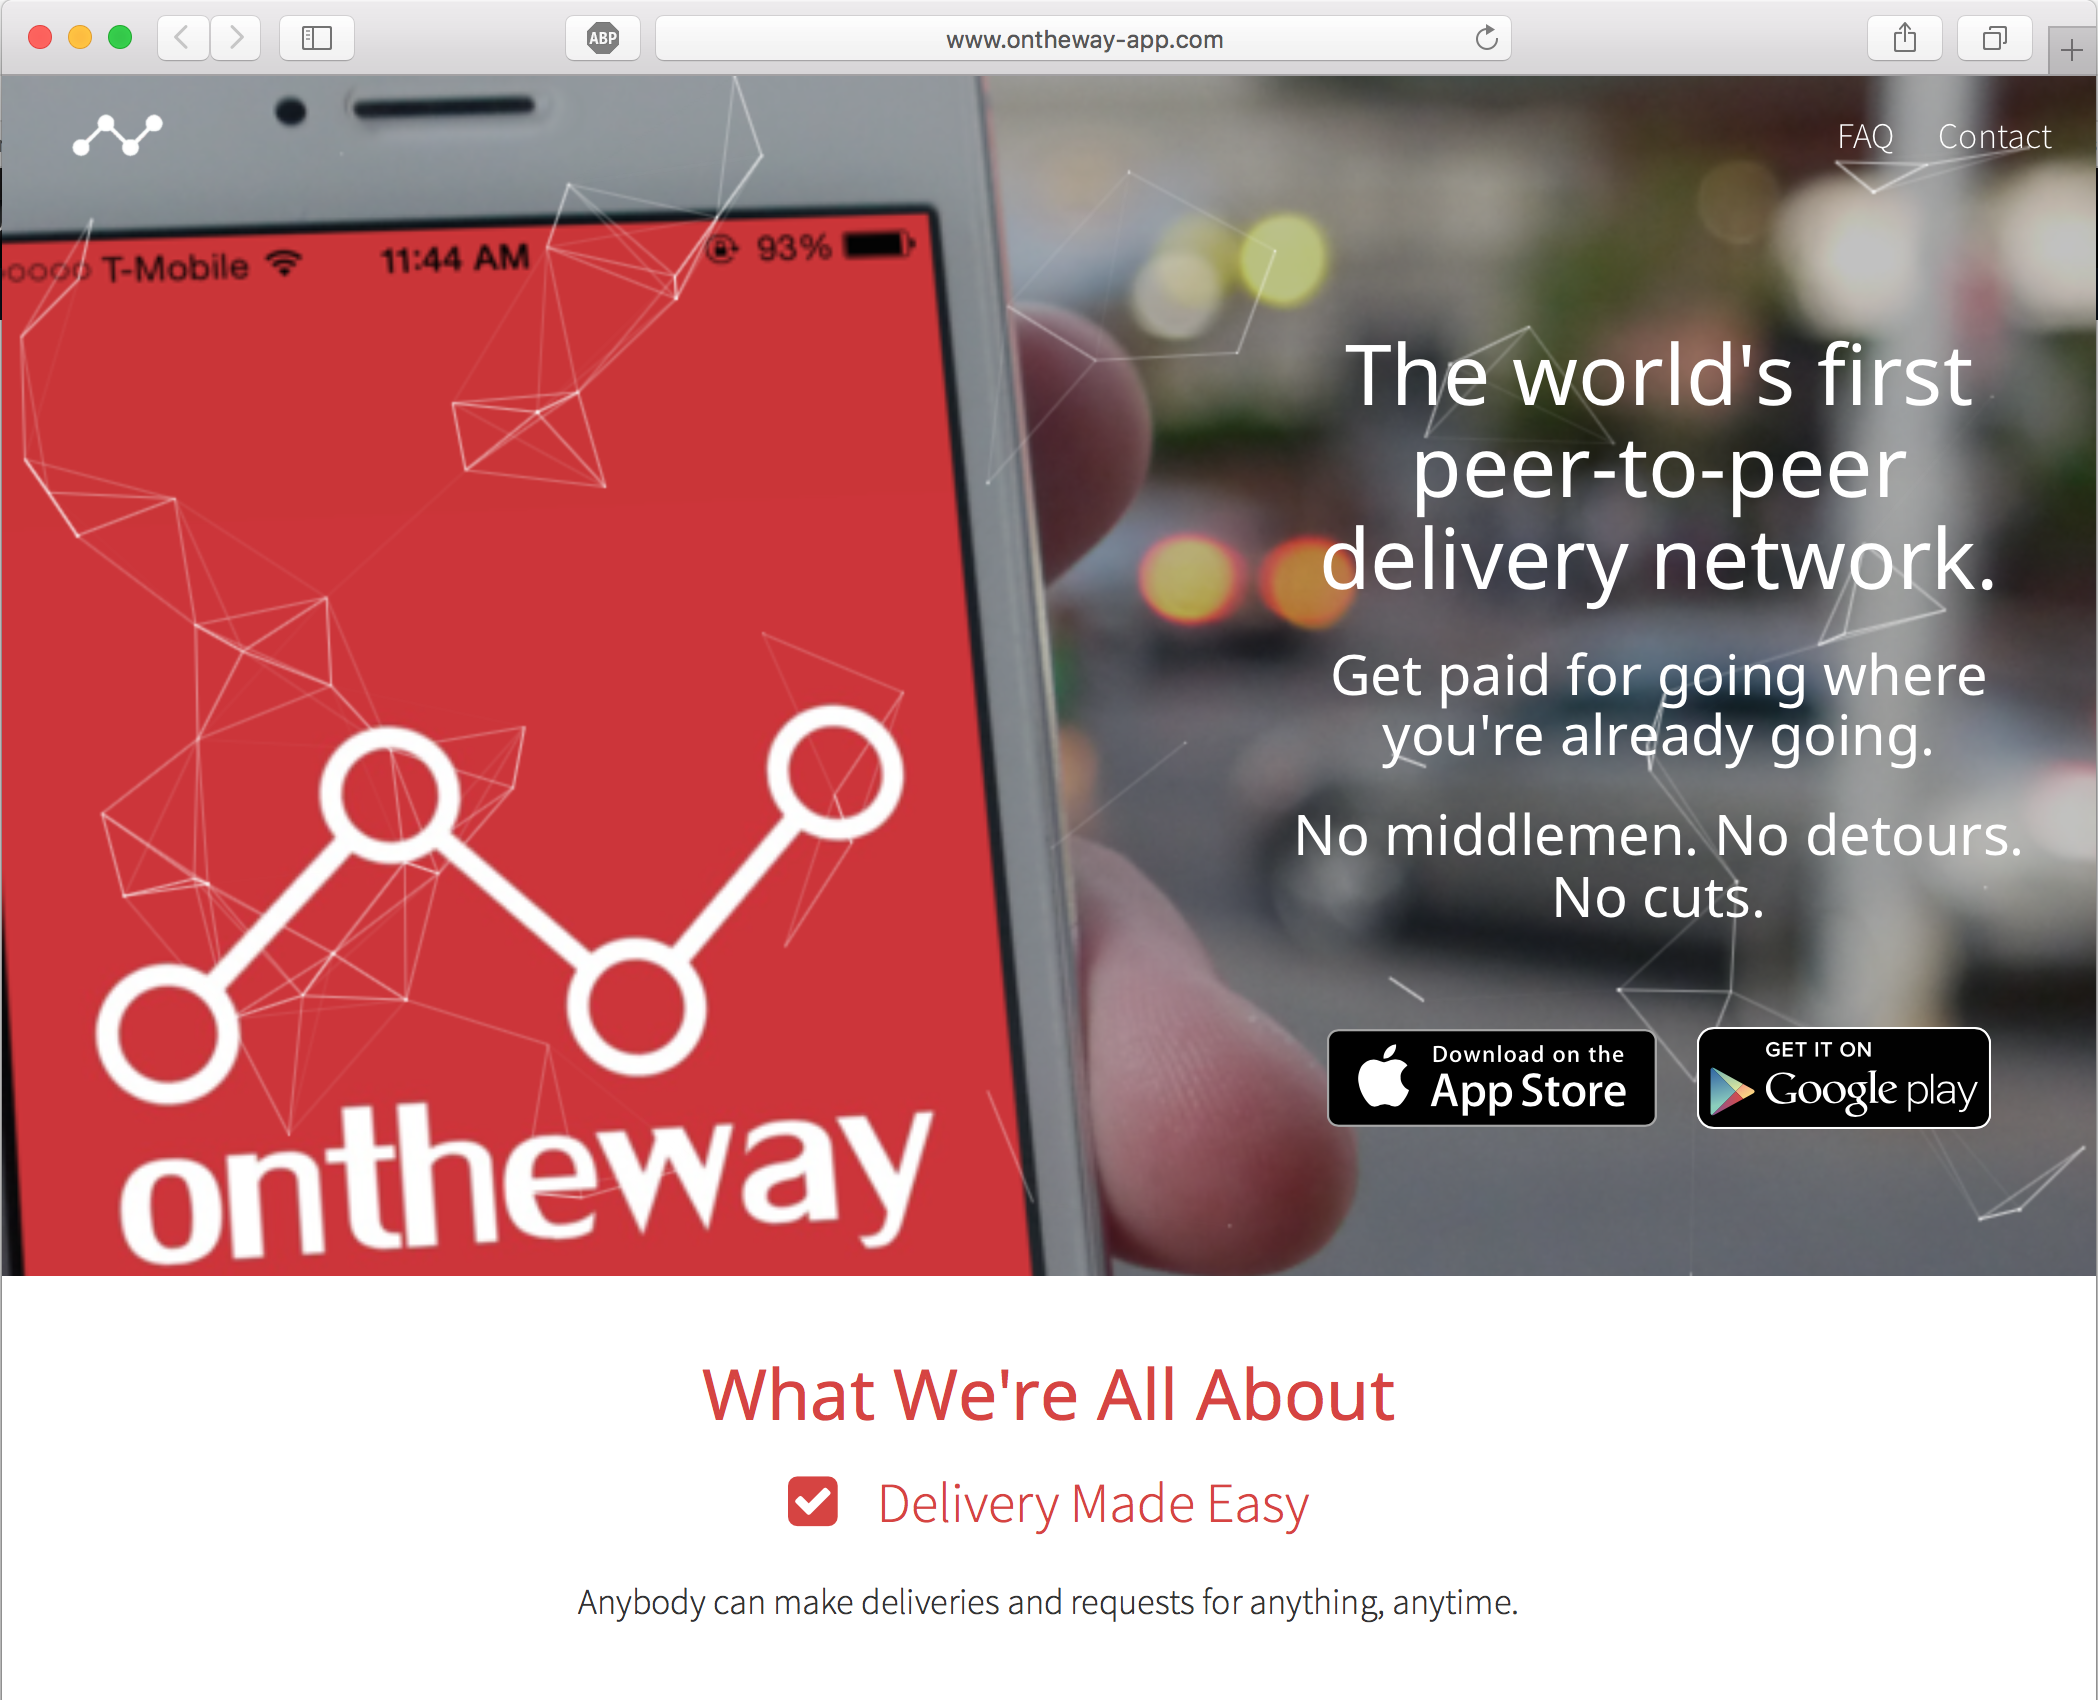 ABP
www.ontheway-app.com
FAQ Contact
T-Mobile 11:44 AM 93%
The world's first
peer-to-peer
delivery network.
Get paid for going where
you're already going.
No middlemen. No detours.
No cuts.
Download on the
App Store
GET IT ON
Google play
ontheway
What We're All About
Delivery Made Easy
Anybody can make deliveries and requests for anything, anytime.